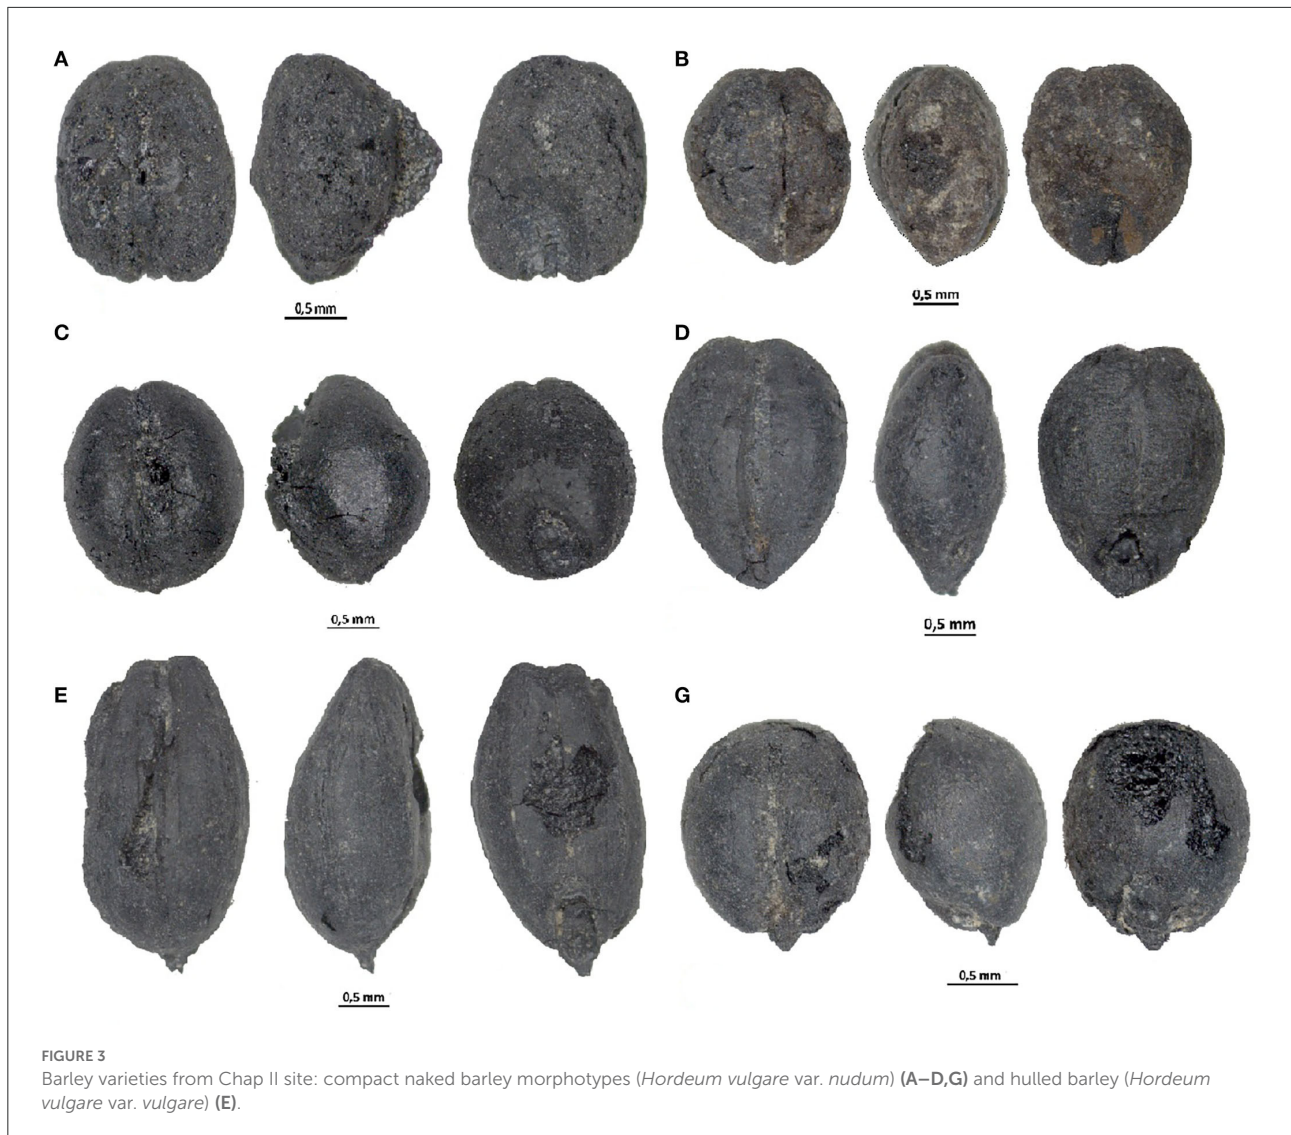 A
B
0,5 mm
0,5 mm
C
D
0,5 mm
0,5 mm
E
G
0,5 mm
0,5 mm
FIGURE 3
Barley varieties from Chap II site: compact naked barley morphotypes (Hordeum vulgare var. nudum) (A–D,G) and hulled barley (Hordeum
vulgare var. vulgare) (E).